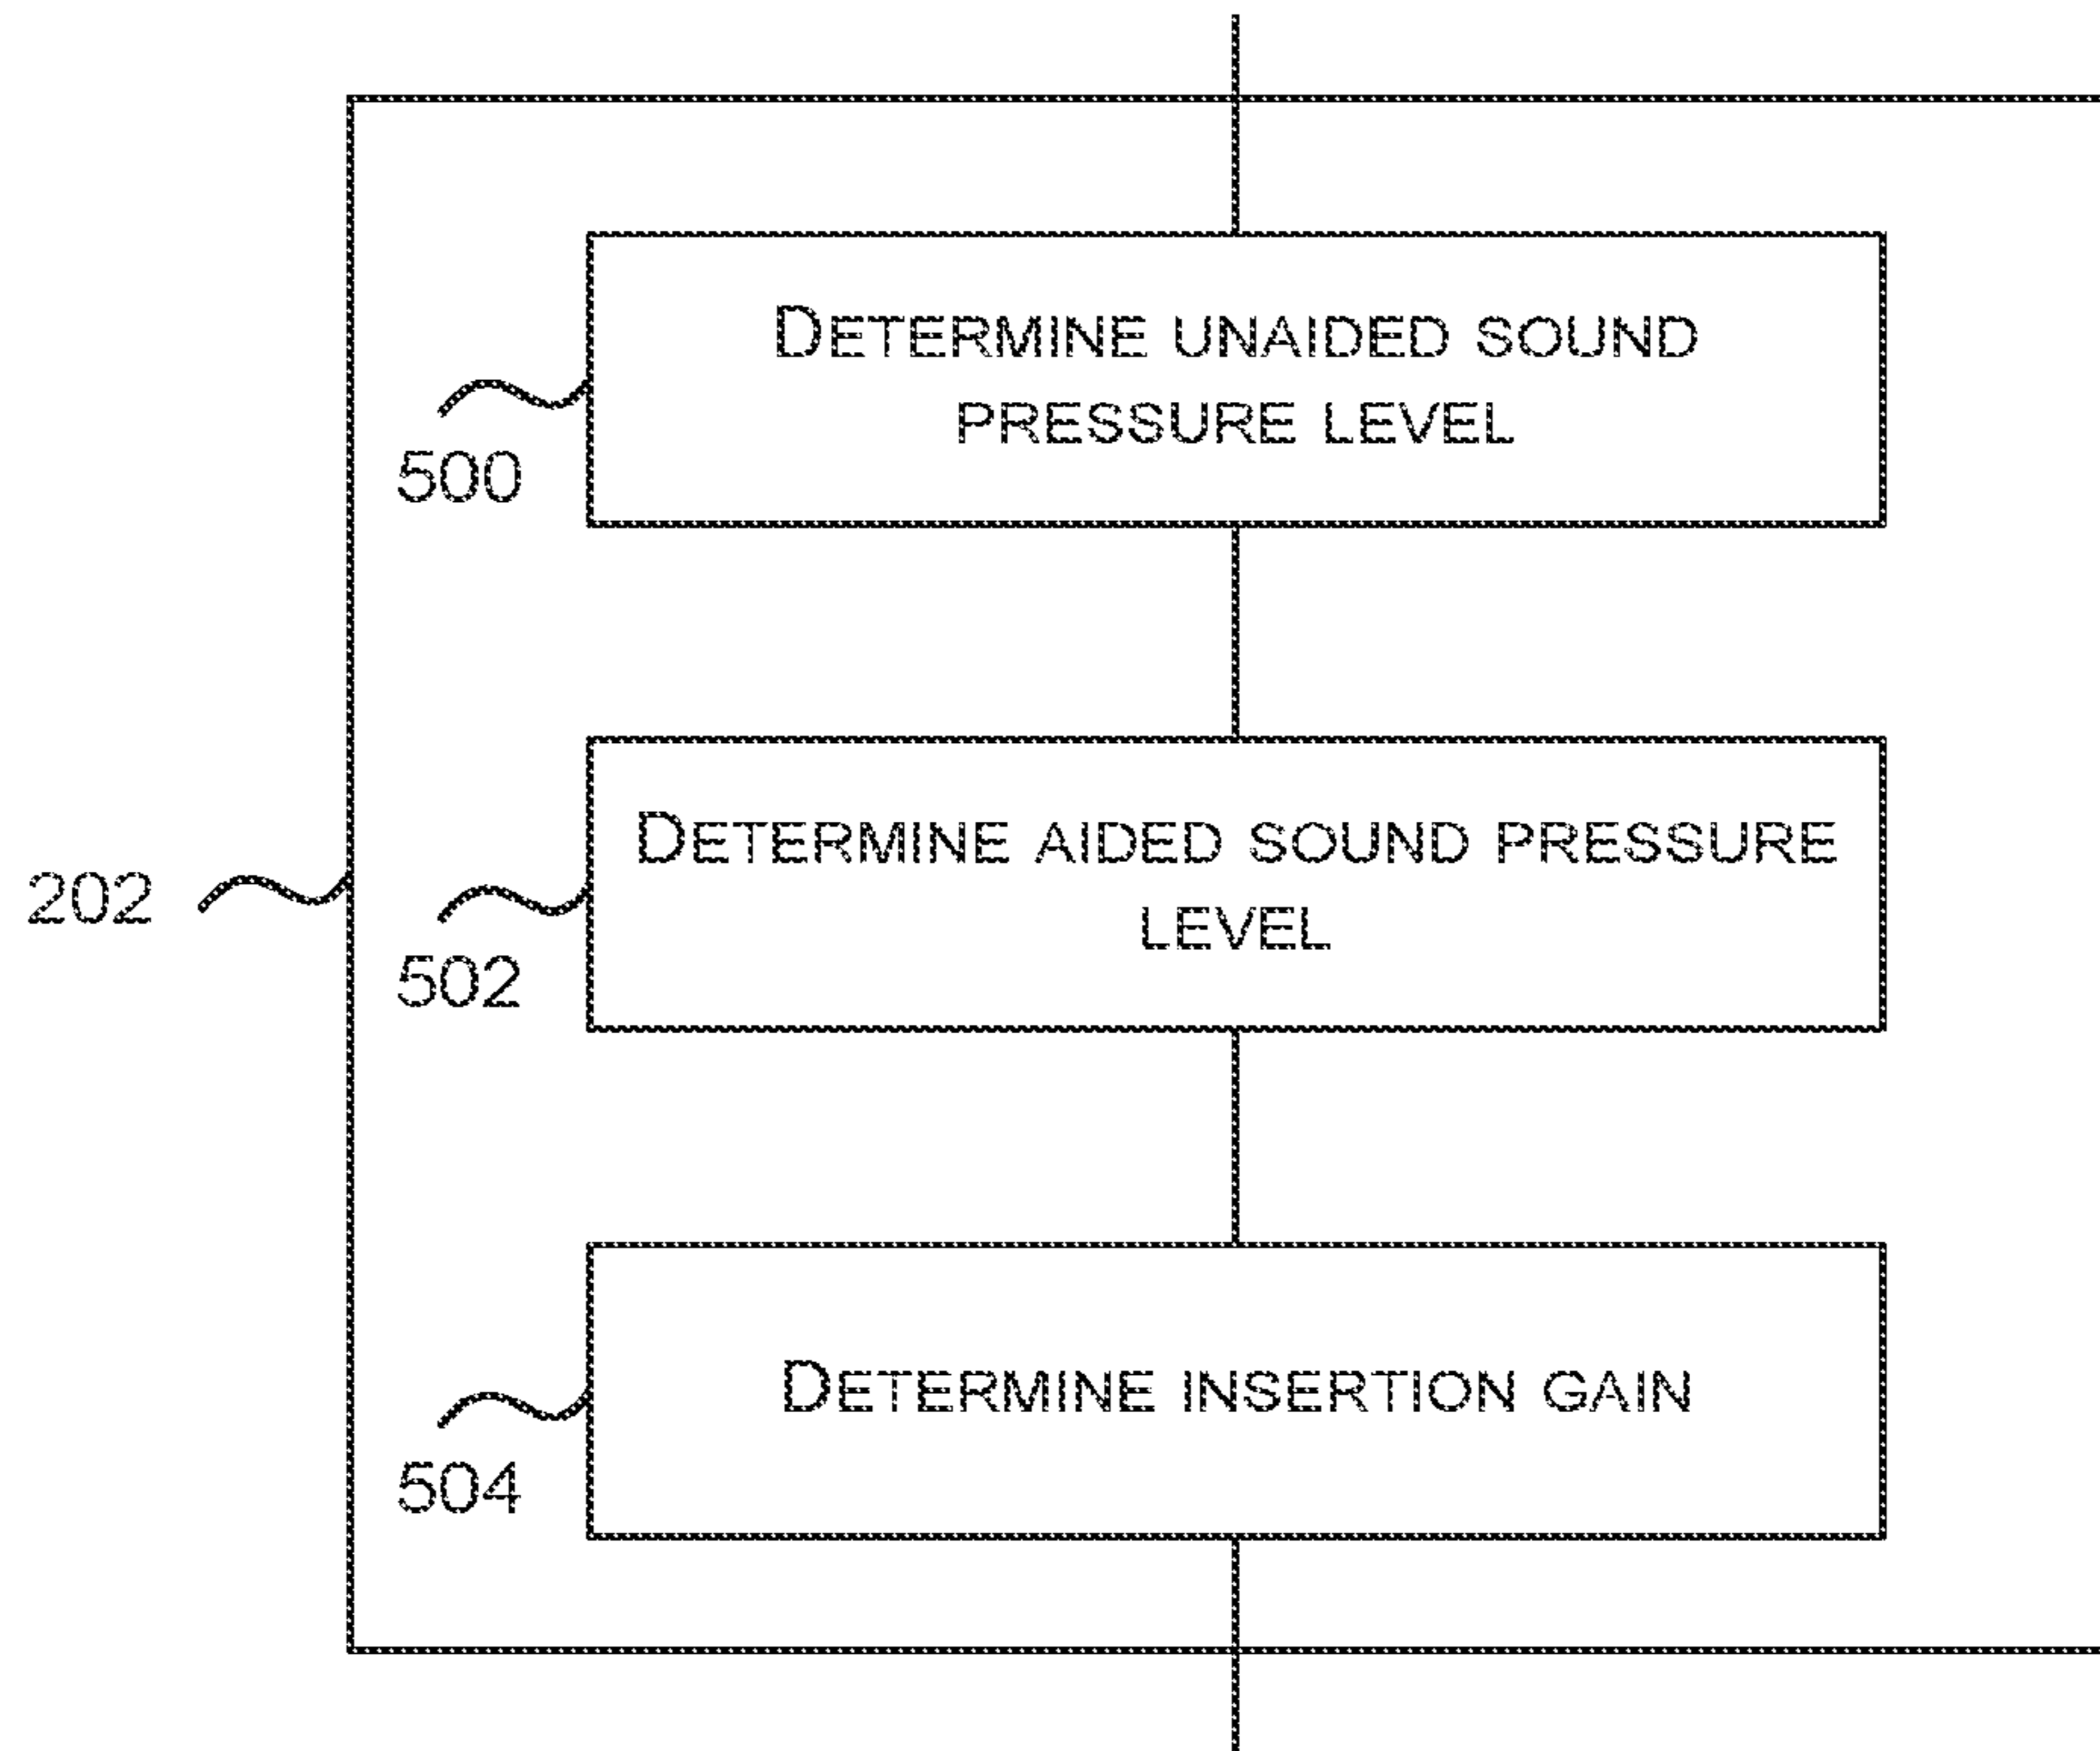 DETERMINE UNAIDED SOUND
PRESSURE LEVEL
500
DETERMINE AIDED SOUND PRESSURE
LEVEL
202
502
DETERMINE INSERTION GAIN
504